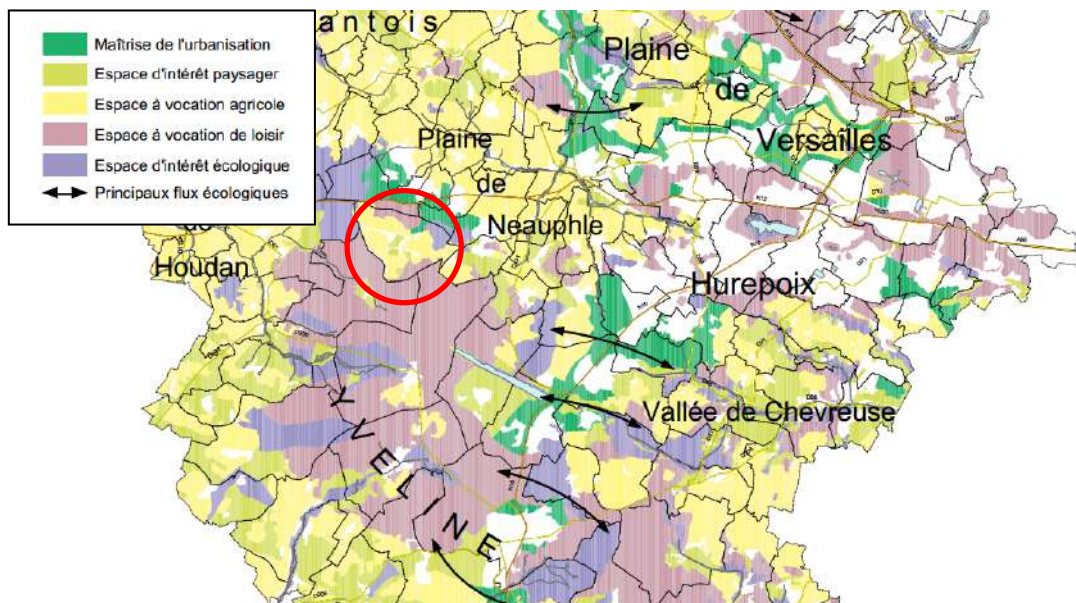 antois
Maîtrise de l'urbanisation
Espace d'intérêt paysager
Espace à vocation agricole
Espace à vocation de loisir
Espace d'intérêt écologique
Principaux flux écologiques
Plaine
de
Versailles
Plaine
de
Neauphle
de
Houdan
Hurepoix
Vallée de Chevreuse
YVELINE